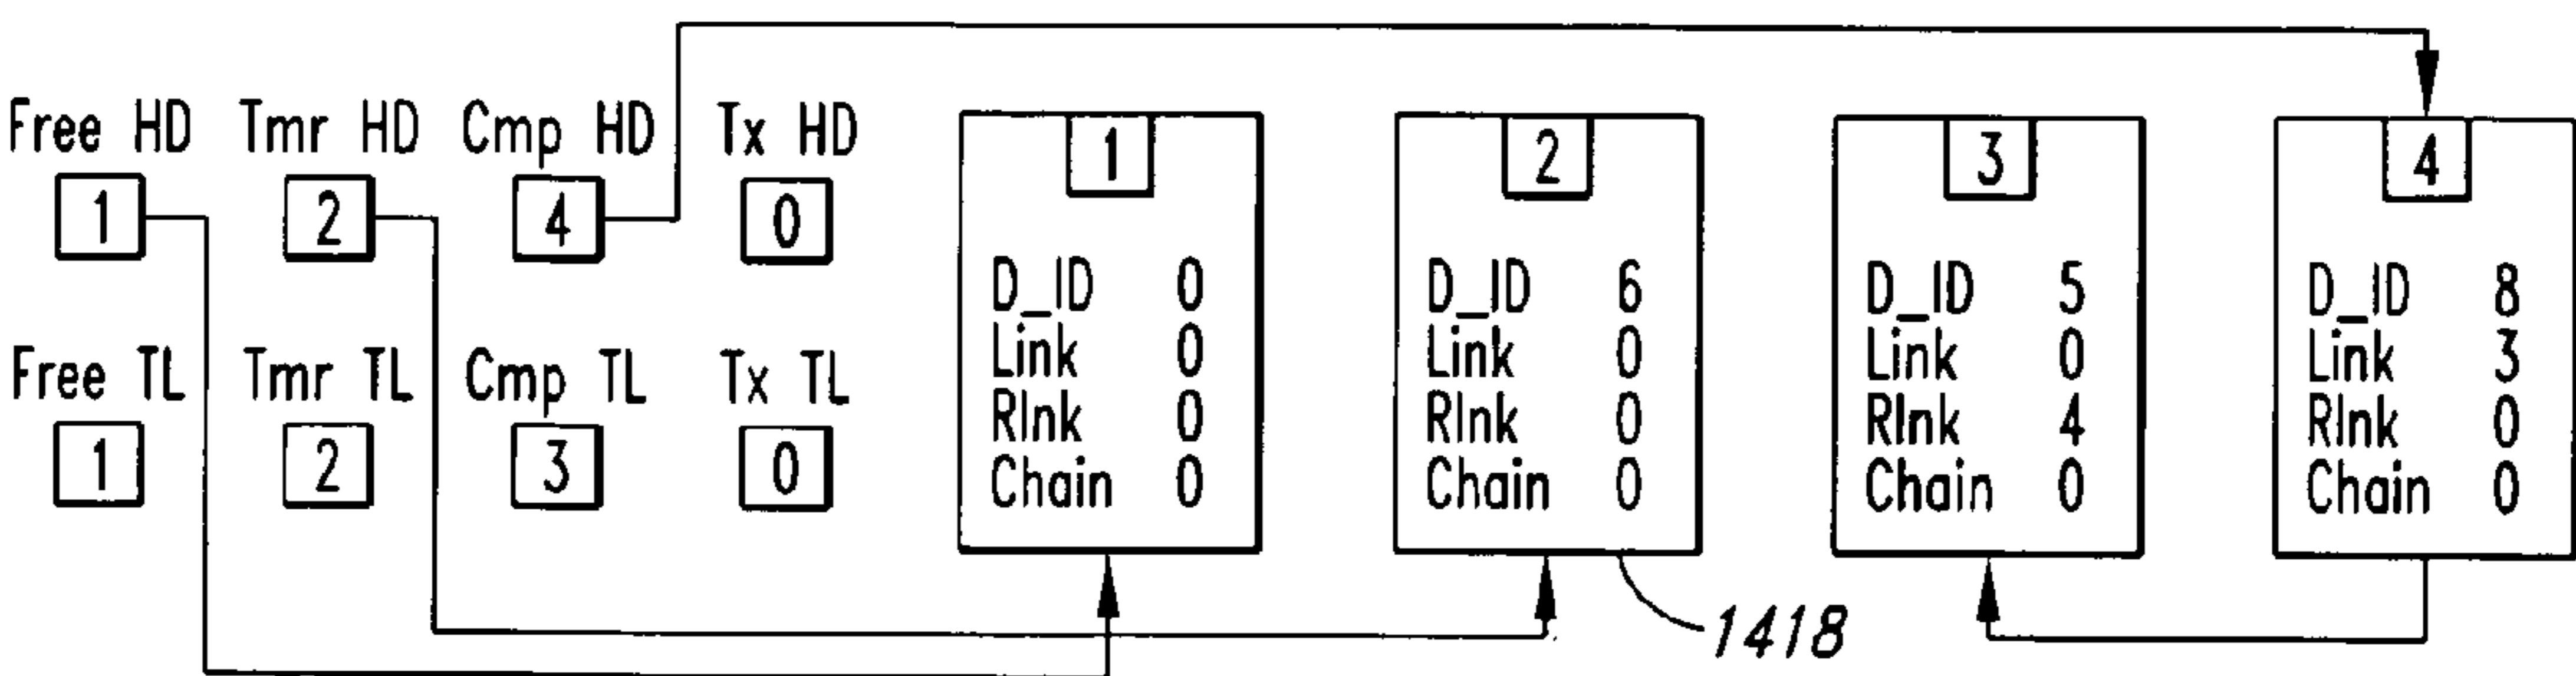 Free HD Tmr HD Cmp HD Tx HD
1 2 4 0
Free TL Tmr TL Cmp TL Tx TL
1 2 3 0
1
D_ID 0
Link 0
Rlnk 0
Chain 0
2
D_ID 6
Link 0
Rlnk 0
Chain 0
3
D_ID 5
Link 0
Rlnk 4
Chain 0
4
D_ID 8
Link 3
Rlnk 0
Chain 0
1418